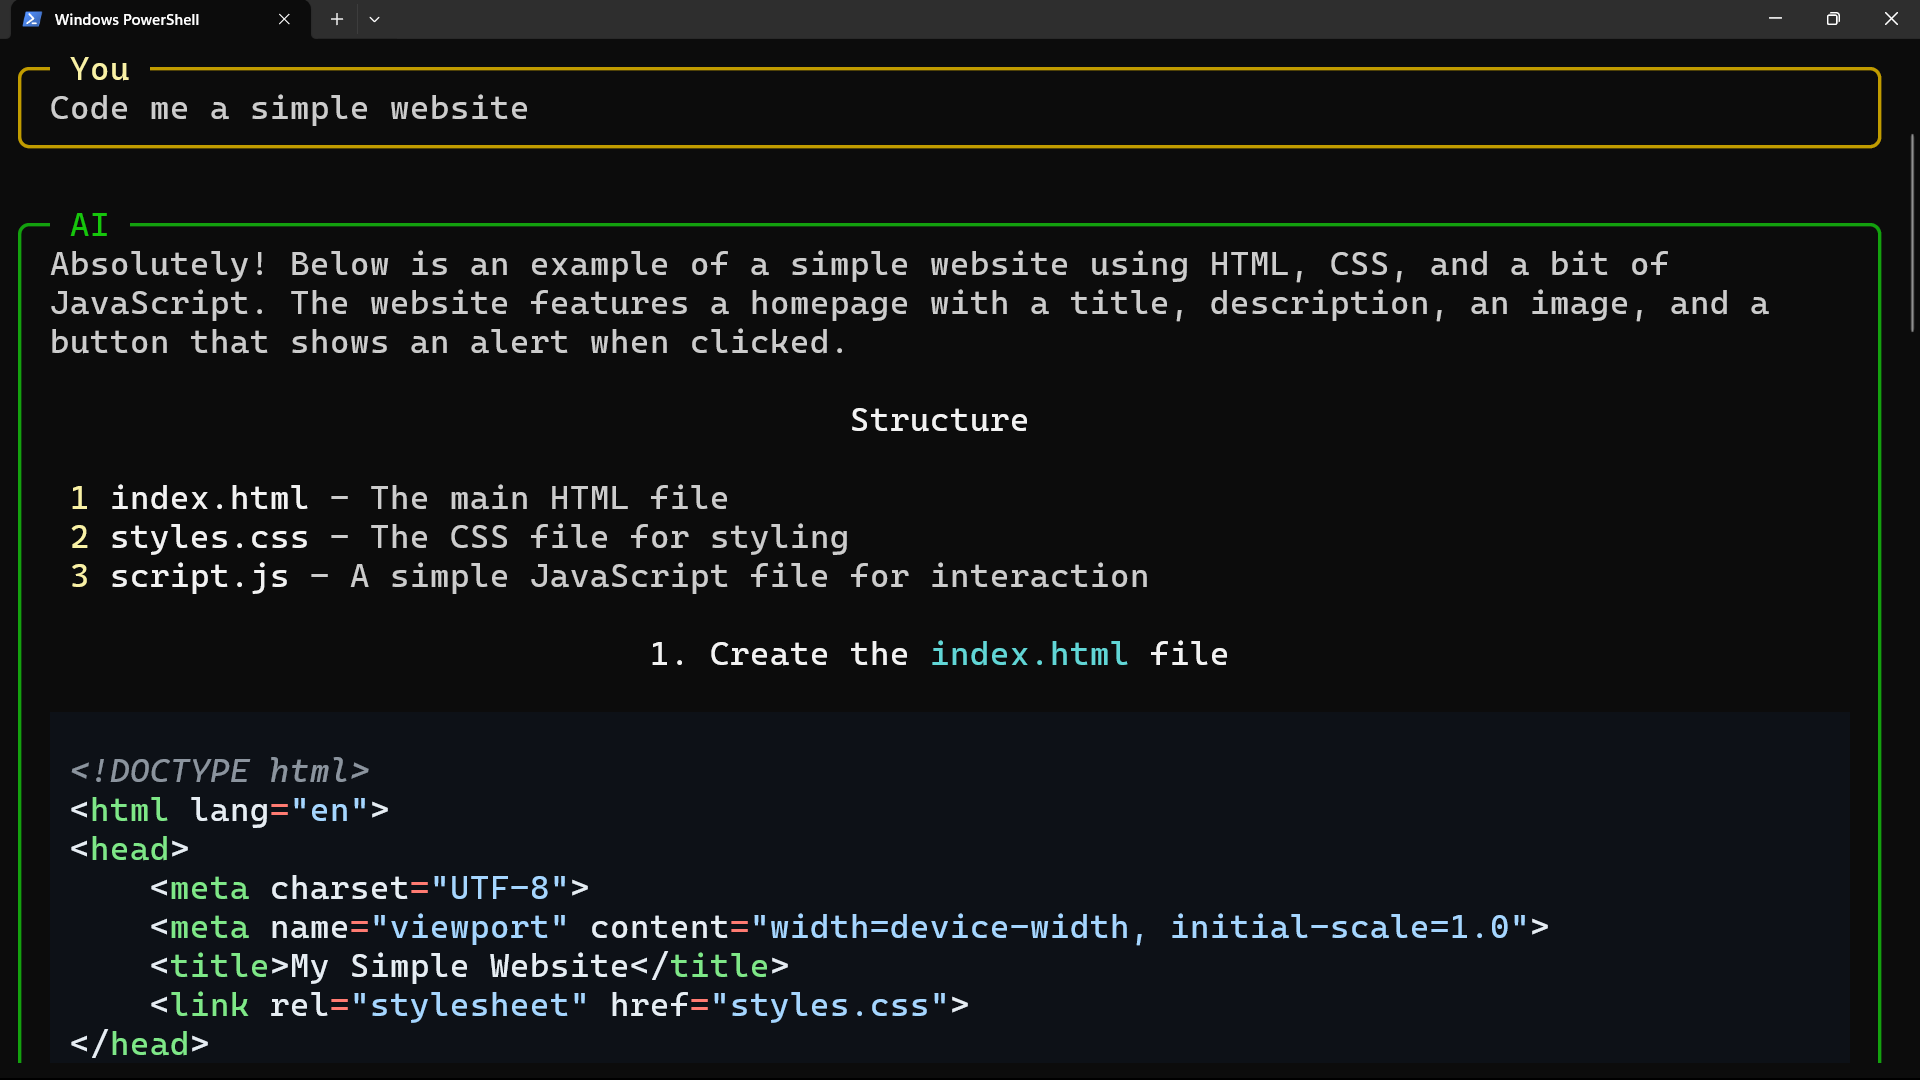 Windows PowerShell
You
Code me a simple website
AI
Absolutely! Below is an example of a simple website using HTML, CSS, and a bit of
JavaScript. The website features a homepage with a title, description, an image, and a
button that shows an alert when clicked.
Structure
1 index.html – The main HTML file
2 styles.css – The CSS file for styling
3 script.js – A simple JavaScript file for interaction
1. Create the index.html file
<!DOCTYPE html>
<html lang="en">
<head>
    <meta charset="UTF-8">
    <meta name="viewport" content="width=device-width, initial-scale=1.0">
    <title>My Simple Website</title>
    <link rel="stylesheet" href="styles.css">
</head>